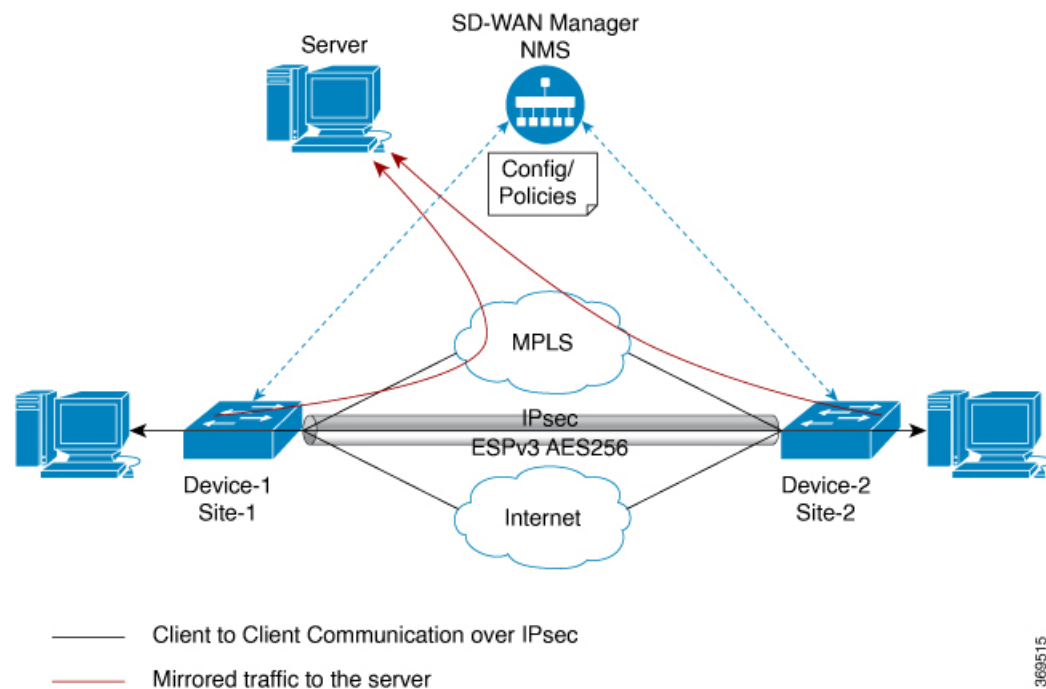 SD-WAN Manager
NMS
Server
Config/
Policies
MPLS
IPsec
ESPv3 AES256
Device-1
Site-1
Device-2
Site-2
Internet
Client to Client Communication over IPsec
Mirrored traffic to the server
369515